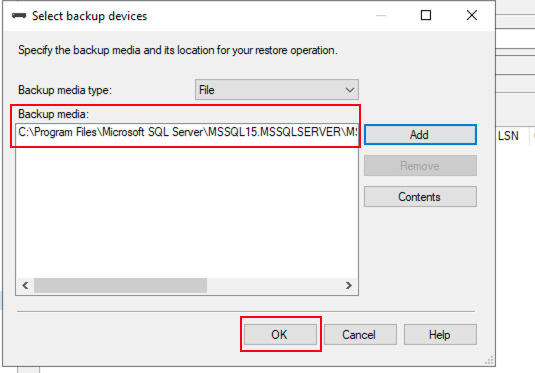 Select backup devices
Specify the backup media and its location for your restore operation.
Backup media type:
File
Backup media:
C:\Program Files\Microsoft SQL Server\MSSQL15.MSSQLSERVER\MS
Add
LSN
Remove
Contents
OK
Cancel
Help